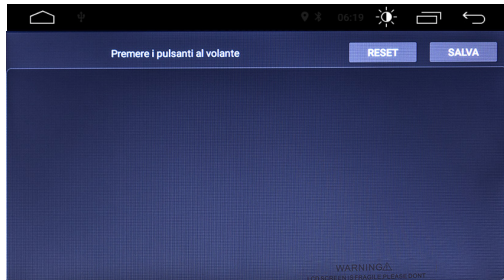 06:19
Premere i pulsanti al volante
RESET
SALVA
WARNING⚠